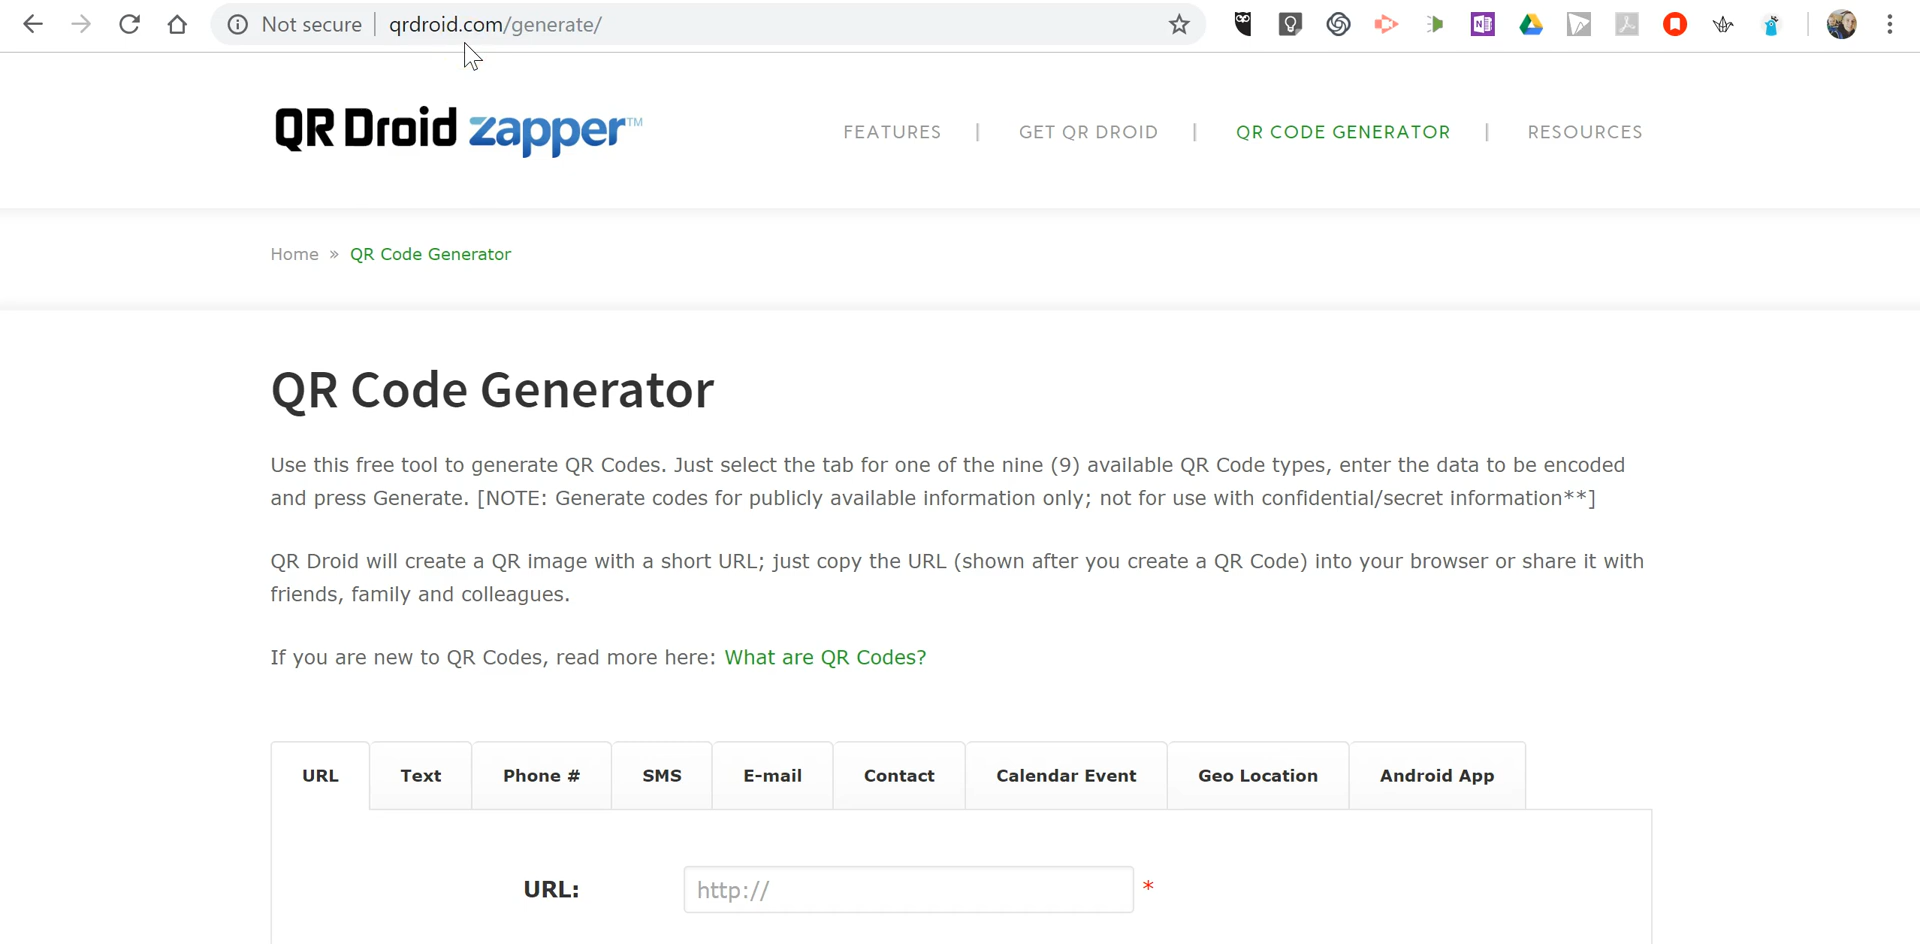 Not secure qrdroid.com/generate/
QR Droid zapper™
FEATURES | GET QR DROID | QR CODE GENERATOR | RESOURCES
Home » QR Code Generator
QR Code Generator
Use this free tool to generate QR Codes. Just select the tab for one of the nine (9) available QR Code types, enter the data to be encoded
and press Generate. [NOTE: Generate codes for publicly available information only; not for use with confidential/secret information**]
QR Droid will create a QR image with a short URL; just copy the URL (shown after you create a QR Code) into your browser or share it with
friends, family and colleagues.
If you are new to QR Codes, read more here: What are QR Codes?
URL Text Phone # SMS E-mail Contact Calendar Event Geo Location Android App
URL: http:// *